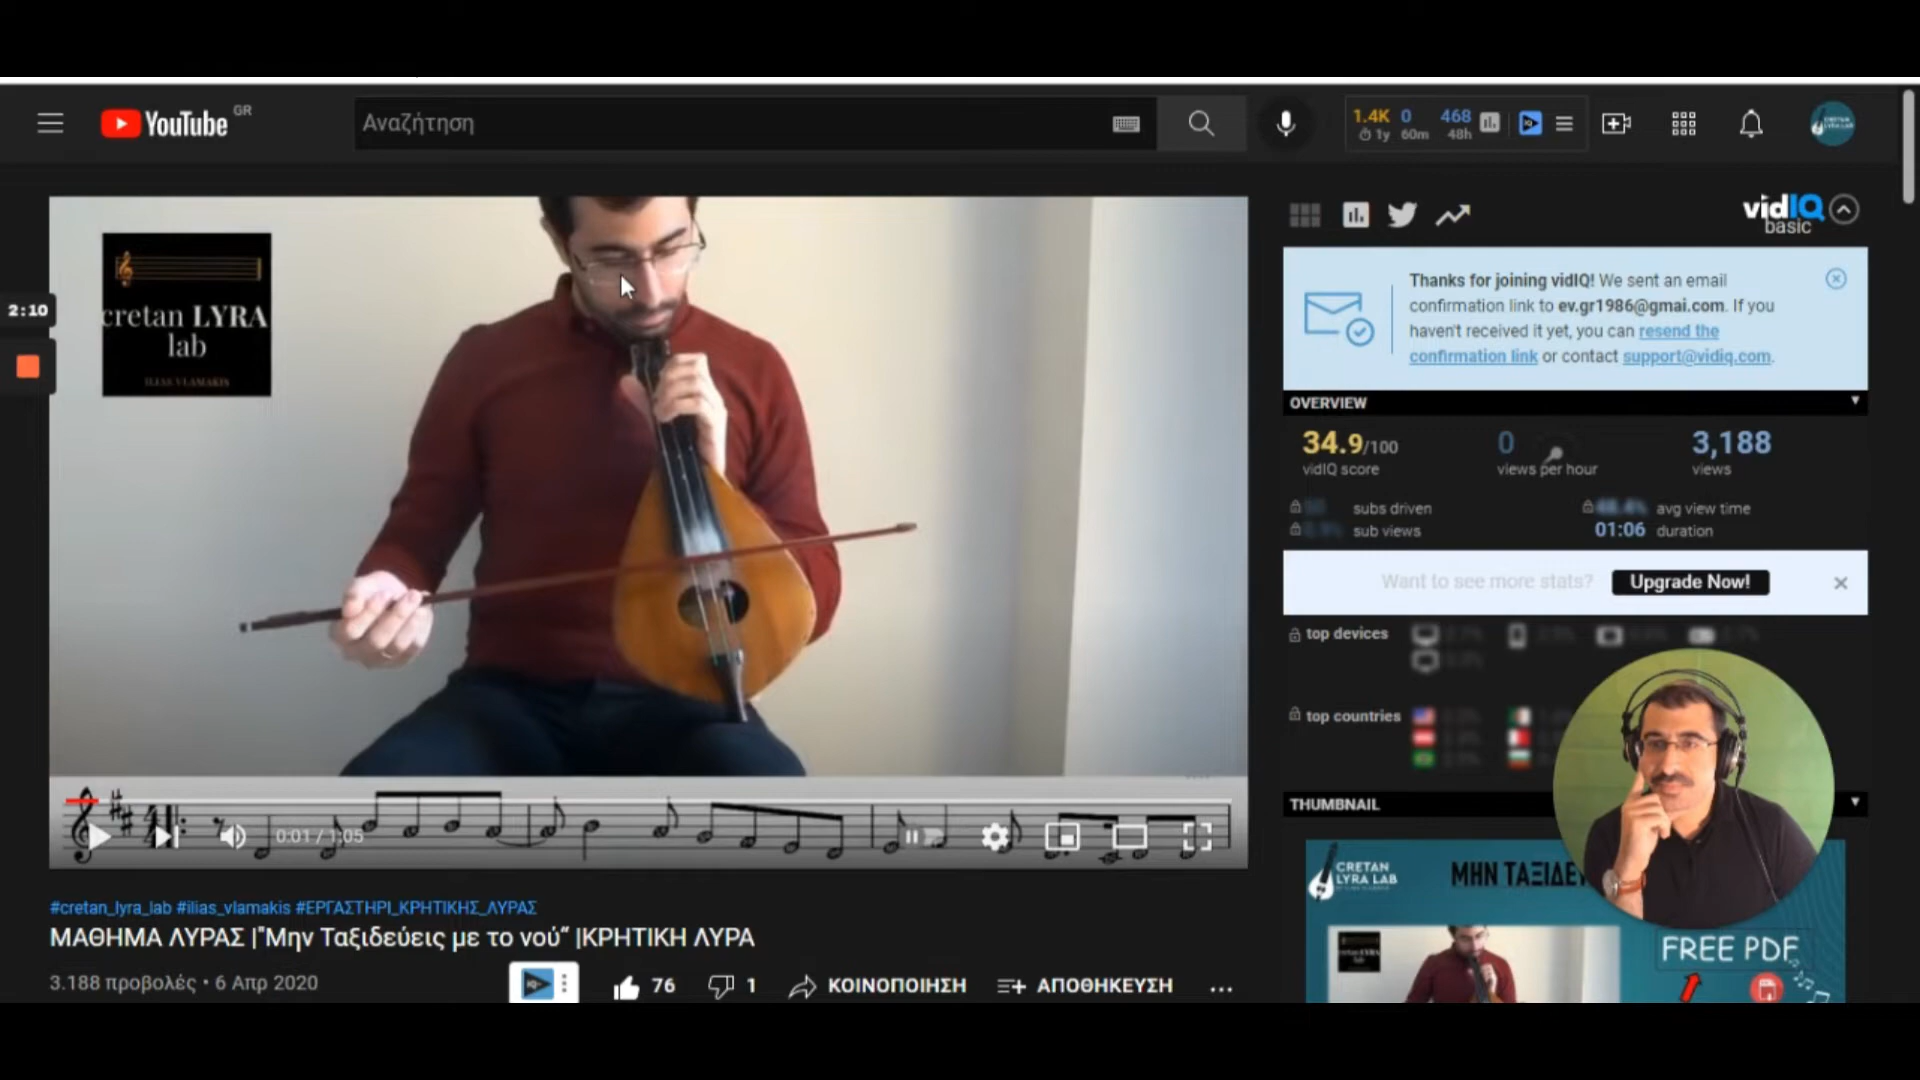 YouTube GR
Αναζήτηση
1.4K 0 468
1y 60m 48h
cretan LYRA
lab
ILIAS VLAMAKIS
2:10
vidIQ
basic
Thanks for joining vidIQ! We sent an email
confirmation link to ev.gr1986@gmai.com. If you
haven't received it yet, you can resend the
confirmation link or contact support@vidiq.com.
OVERVIEW
34.9/100 0 3,188
vidIQ score views per hour views
subs driven avg view time
sub views 01:06 duration
Want to see more stats? Upgrade Now!
top devices
top countries
THUMBNAIL
0:01 / 1:05
CRETAN
LYRA LAB
ΜΗΝ
FREE PDF
#cretan_lyra_lab #ilias_vlamakis #ΕΡΓΑΣΤΗΡΙ_ΚΡΗΤΙΚΗΣ_ΛΥΡΑΣ
ΜΑΘΗΜΑ ΛΥΡΑΣ |"Μην Ταξιδεύεις με το νού“ |ΚΡΗΤΙΚΗ ΛΥΡΑ
3.188 προβολές • 6 Απρ 2020
76 1 ΚΟΙΝΟΠΟΙΗΣΗ ΑΠΟΘΗΚΕΥΣΗ